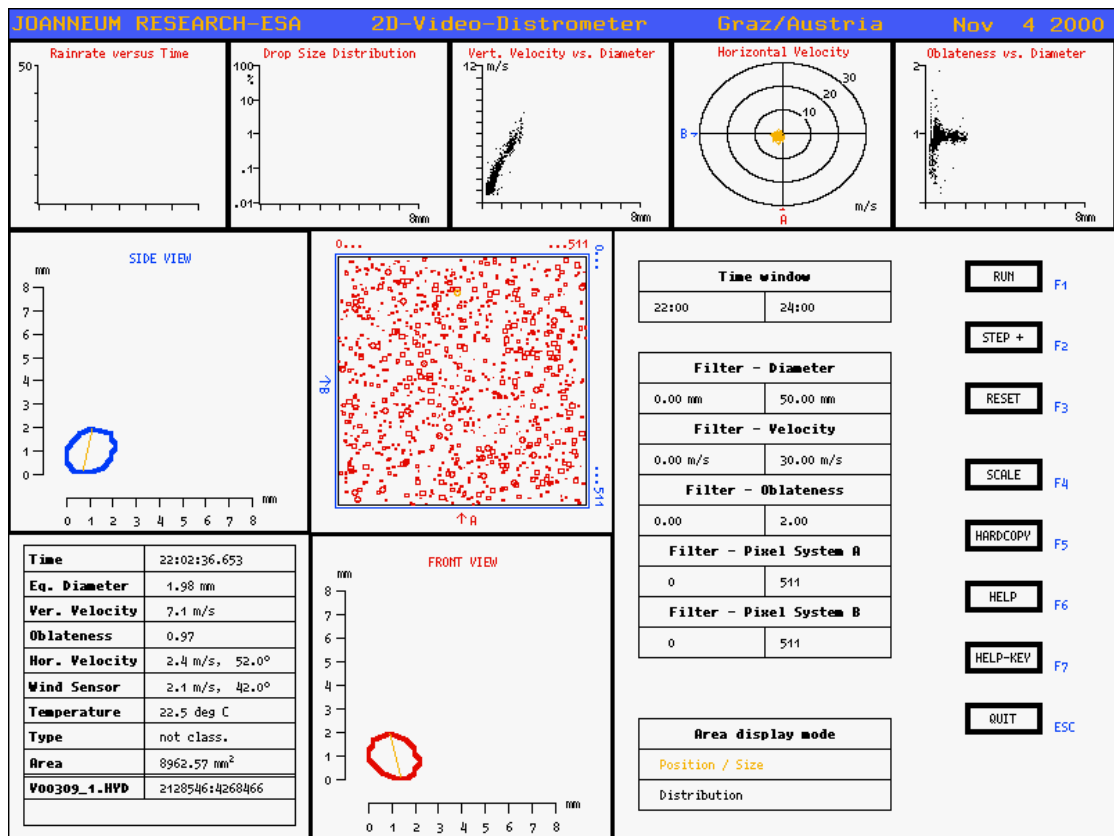 JOANNEUM RESEARCH-ESA 2D-Video-Distrometer Graz/Austria Nov 4 2000
Rainrate versus Time
50
Drop Size Distribution
100
%
10
1
.1
.01
8mm
Vert. Velocity vs. Diameter
12 m/s
8mm
Horizontal Velocity
30
20
10
B
m/s
A
Oblateness vs. Diameter
2
1
8mm
SIDE VIEW
mm
8
7
6
5
4
3
2
1
0
mm
0 1 2 3 4 5 6 7 8
0... ...511
0...
...511
↑B
↑A
Time window
22:00 24:00
Filter - Diameter
0.00 mm 50.00 mm
Filter - Velocity
0.00 m/s 30.00 m/s
Filter - Oblateness
0.00 2.00
Filter - Pixel System A
0 511
Filter - Pixel System B
0 511
Area display mode
Position / Size
Distribution
RUN F1
STEP + F2
RESET F3
SCALE F4
HARDCOPY F5
HELP F6
HELP-KEY F7
QUIT ESC
Time 22:02:36.653
Eq. Diameter 1.98 mm
Ver. Velocity 7.1 m/s
Oblateness 0.97
Hor. Velocity 2.4 m/s, 52.0°
Wind Sensor 2.1 m/s, 42.0°
Temperature 22.5 deg C
Type not class.
Area 8962.57 mm²
V00309_1.HYD 2128546:4268466
FRONT VIEW
mm
8
7
6
5
4
3
2
1
0
mm
0 1 2 3 4 5 6 7 8